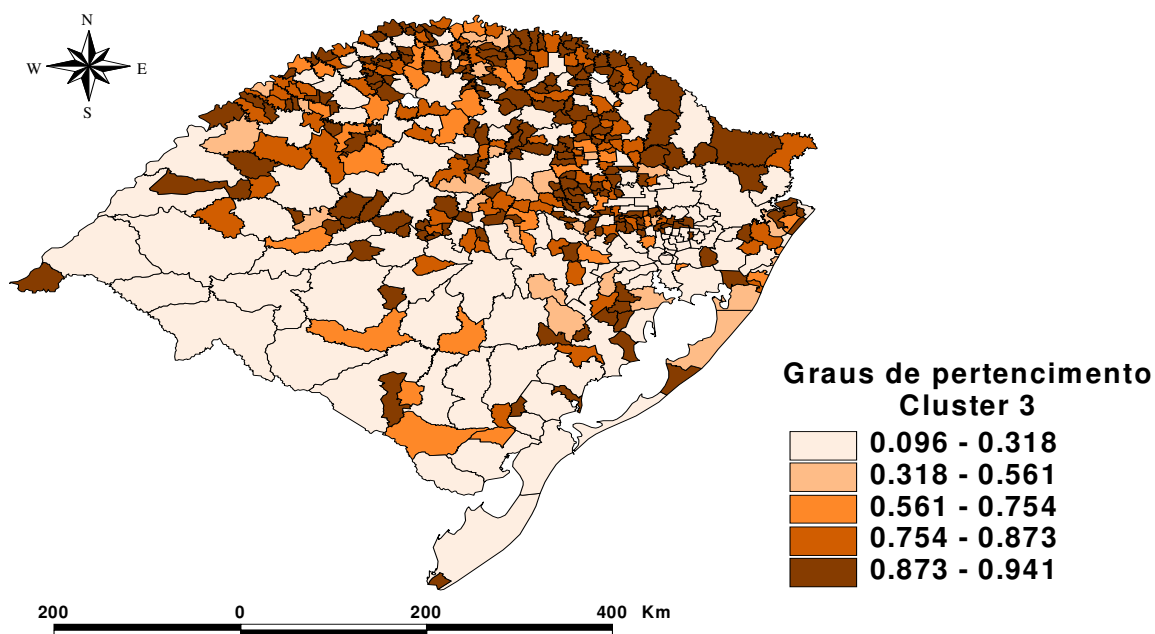 N
W E
S
Graus de pertencimento
Cluster 3
0.096 - 0.318
0.318 - 0.561
0.561 - 0.754
0.754 - 0.873
0.873 - 0.941
200 0 200 400 Km